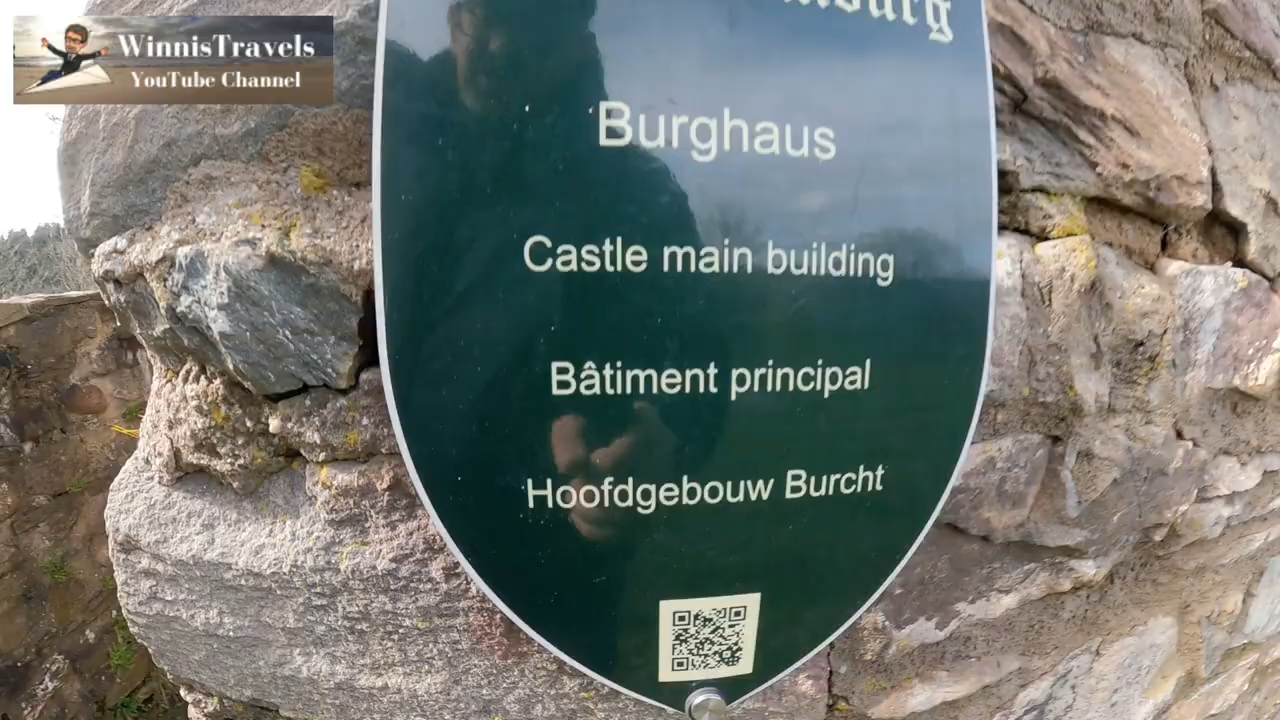 WinnisTravels
YouTube Channel
Burghaus
Castle main building
Bâtiment principal
Hoofdgebouw Burcht